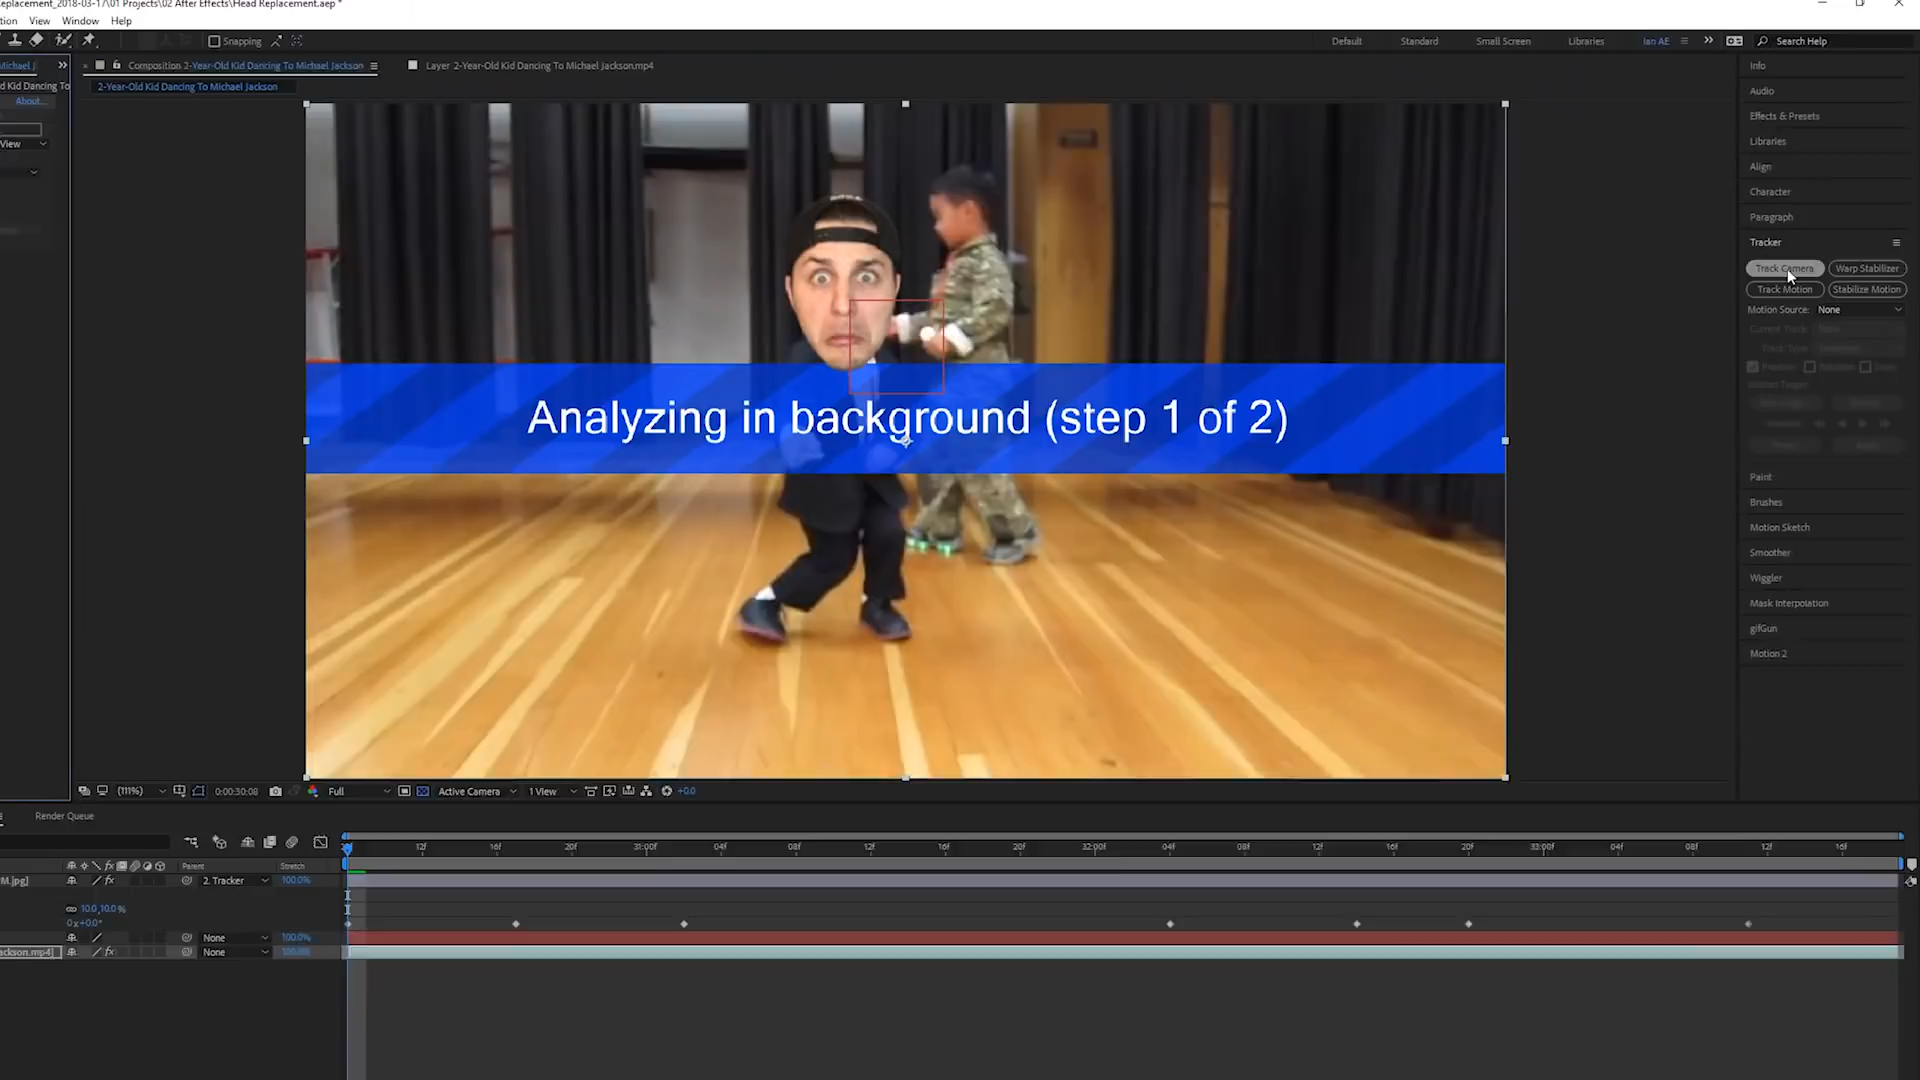 eplacement_2018-03-17\01 Projects\02 After Effects\Head Replacement.aep *
tion View Window Help
Snapping
Default Standard Small Screen Libraries Ian AE Search Help
Michael J
Composition 2-Year-Old Kid Dancing To Michael Jackson
Layer 2-Year-Old Kid Dancing To Michael Jackson.mp4
d Kid Dancing To
2-Year-Old Kid Dancing To Michael Jackson
About...
View
Info
Audio
Effects & Presets
Libraries
Align
Character
Paragraph
Tracker
Track Camera Warp Stabilizer
Track Motion Stabilize Motion
Motion Source: None
Analyzing in background (step 1 of 2)
Paint
Brushes
Motion Sketch
Smoother
Wiggler
Mask Interpolation
gifGun
Motion 2
(111%) 0:00:30:08 Full Active Camera 1 View +0.0
Render Queue
12f 16f 20f 31:00f 04f 08f 12f 16f 20f 32:00f 04f 08f 12f 16f 20f 33:00f 04f 08f 12f 16f
Parent Stretch
M.jpg] 2. Tracker 100.0%
10.0,10.0%
0x+0.0°
None 100.0%
ackson.mp4] None 100.0%